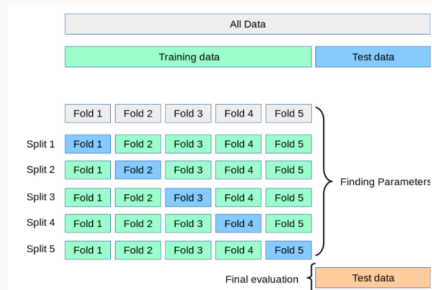 All Data
Training data Test data
Fold 1 Fold 2 Fold 3 Fold 4 Fold 5
Split 1 Fold 1 Fold 2 Fold 3 Fold 4 Fold 5
Split 2 Fold 1 Fold 2 Fold 3 Fold 4 Fold 5
Split 3 Fold 1 Fold 2 Fold 3 Fold 4 Fold 5
Finding Parameters
Split 4 Fold 1 Fold 2 Fold 3 Fold 4 Fold 5
Split 5 Fold 1 Fold 2 Fold 3 Fold 4 Fold 5
Final evaluation Test data